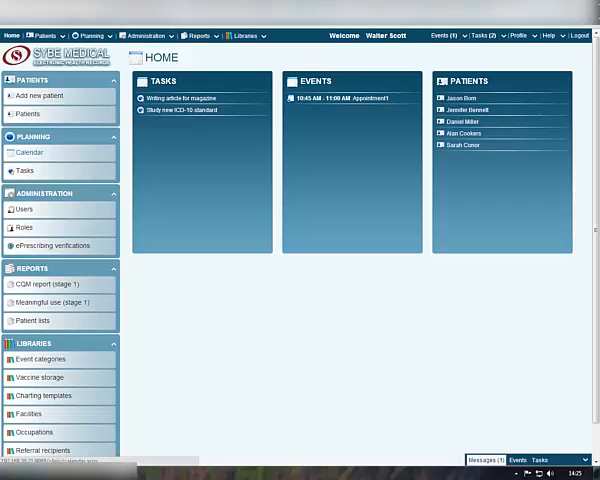 Home Patients Planning Administration Reports Libraries Welcome Walter Scott Events (1) Tasks (2) Profile Help Logout
SYBE MEDICAL
ELECTRONIC HEALTH RECORDS
HOME
PATIENTS
Add new patient
Patients
PLANNING
Calendar
Tasks
ADMINISTRATION
Users
Roles
ePrescribing verifications
REPORTS
CQM report (stage 1)
Meaningful use (stage 1)
Patient lists
LIBRARIES
Event categories
Vaccine storage
Charting templates
Facilities
Occupations
Referral recipients
TASKS
Writing article for magazine
Study new ICD-10 standard
EVENTS
10:45 AM - 11:00 AM Appointment1
PATIENTS
Jason Born
Jennifer Bennett
Daniel Miller
Alan Cookers
Sarah Conor
Messages (1) Events Tasks
14:25